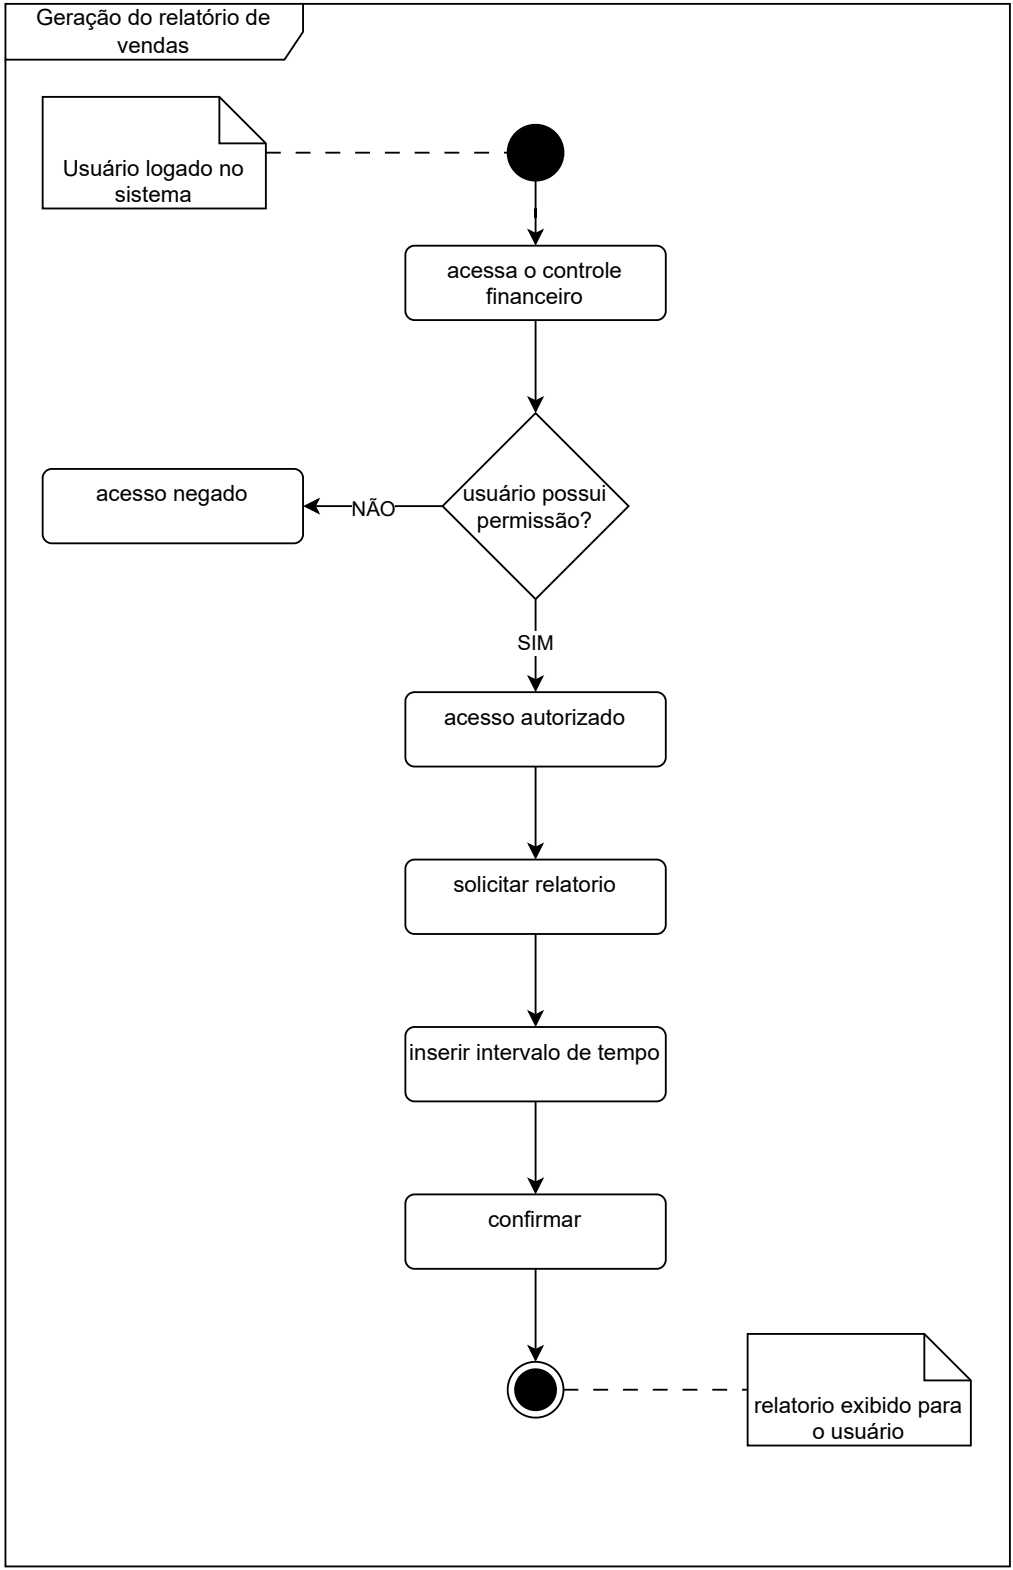 Geração do relatório de
vendas
Usuário logado no
sistema
acessa o controle
financeiro
usuário possui
permissão?
NÃO
acesso negado
SIM
acesso autorizado
solicitar relatorio
inserir intervalo de tempo
confirmar
relatorio exibido para
o usuário